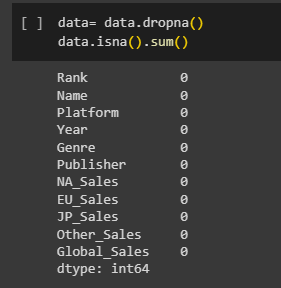 [ ] data= data.dropna()
data.isna().sum()
Rank 0
Name 0
Platform 0
Year 0
Genre 0
Publisher 0
NA_Sales 0
EU_Sales 0
JP_Sales 0
Other_Sales 0
Global_Sales 0
dtype: int64